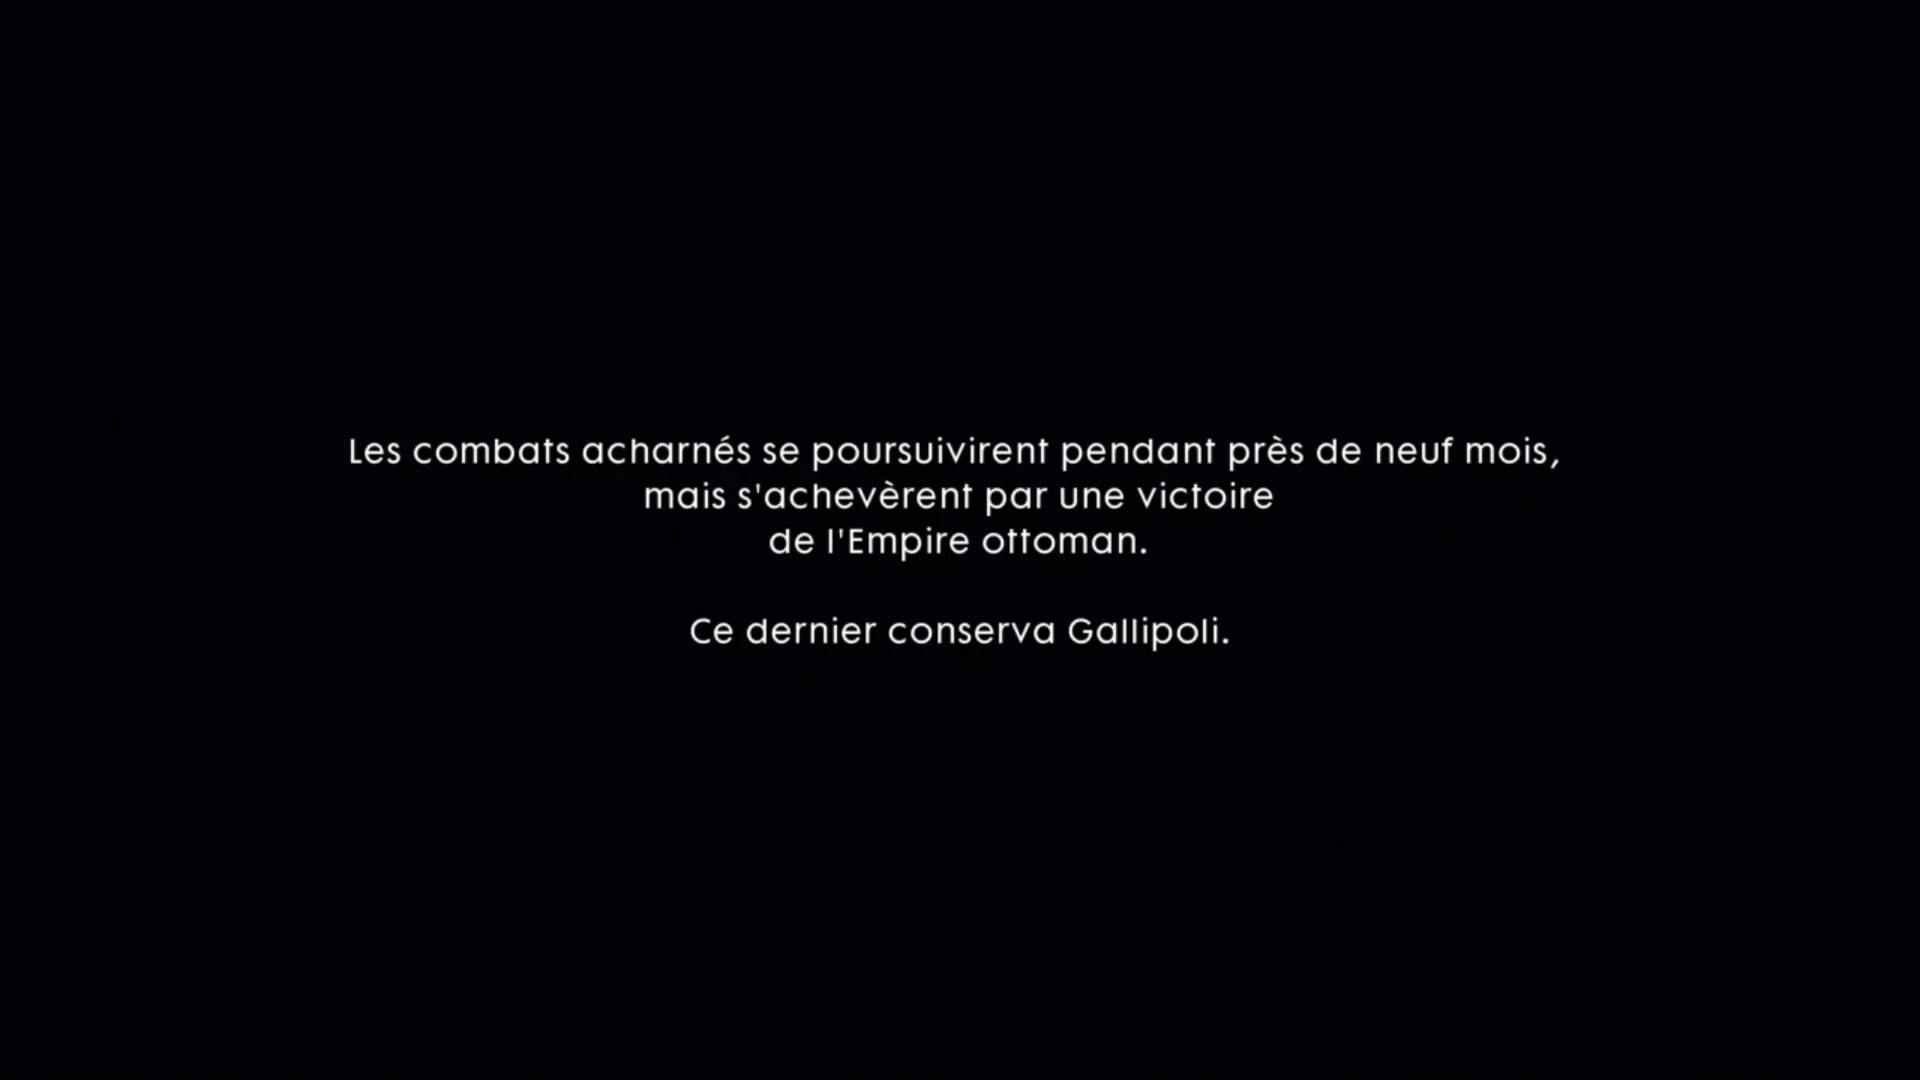 Les combats acharnés se poursuivirent pendant près de neuf mois,
mais s'achevèrent par une victoire
de l'Empire ottoman.
Ce dernier conserva Gallipoli.